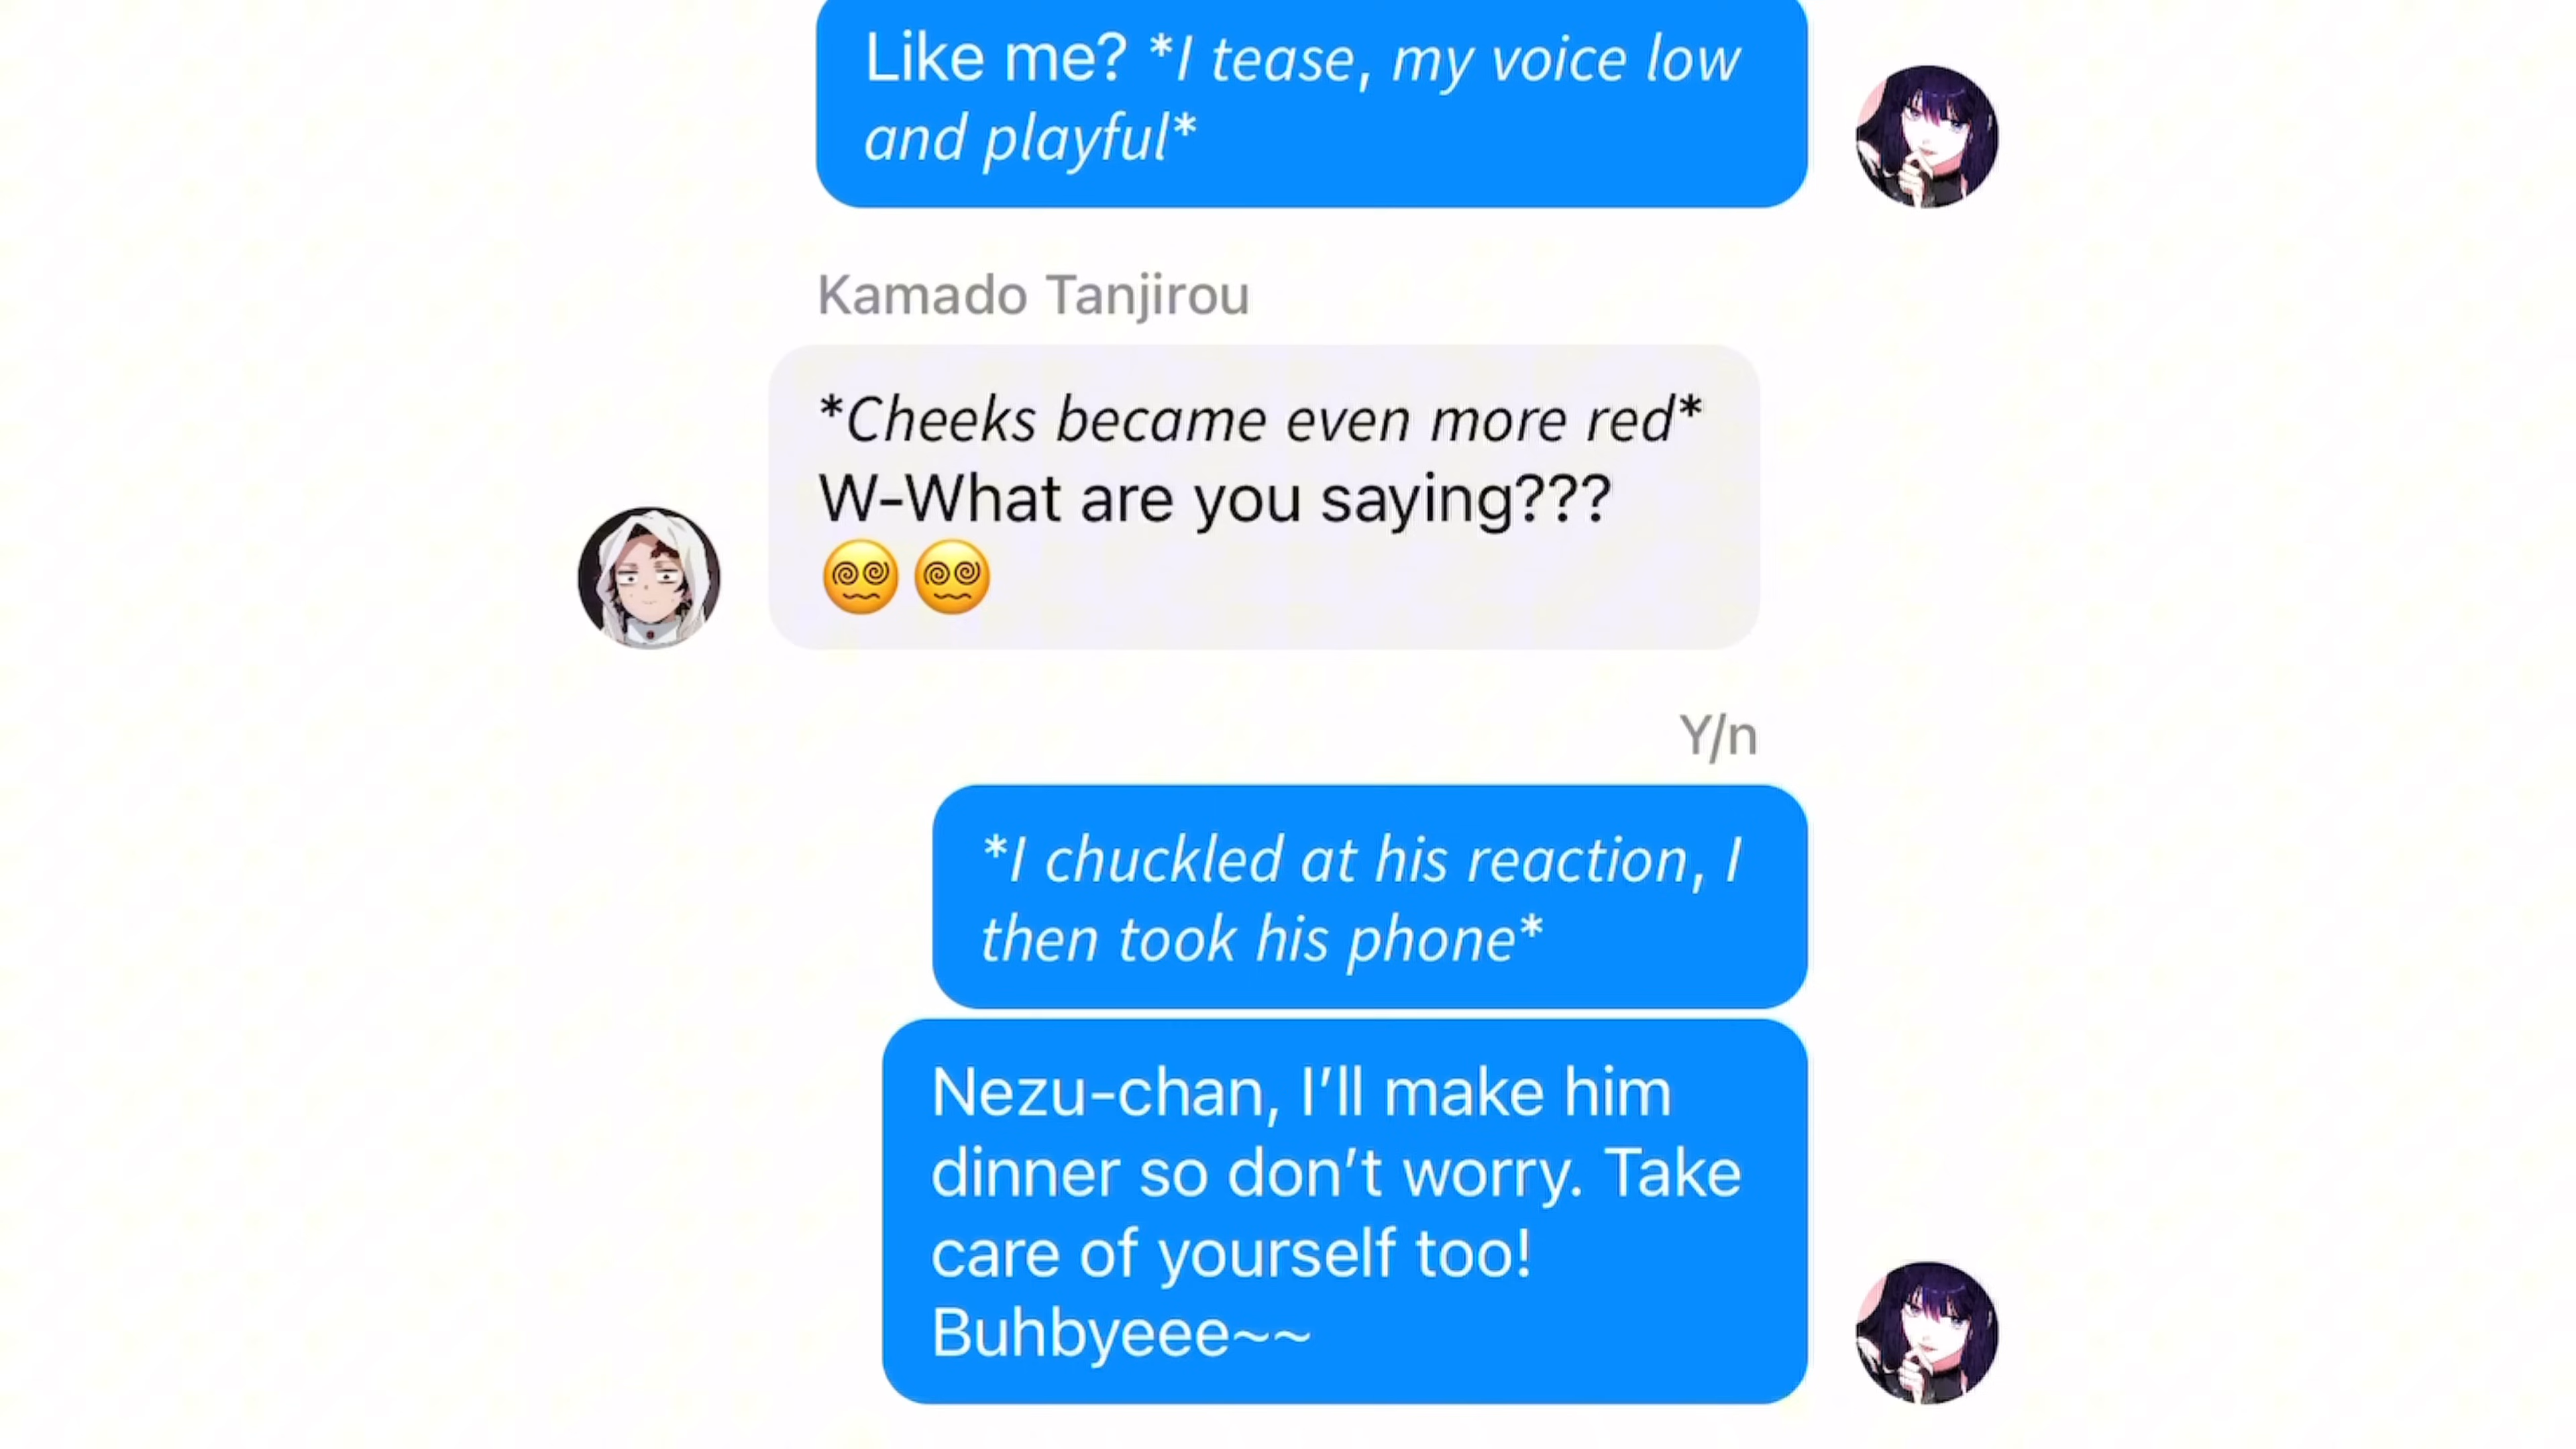 Like me? *I tease, my voice low
and playful*
Kamado Tanjirou
*Cheeks became even more red*
W-What are you saying???
😵‍💫😵‍💫
Y/n
*I chuckled at his reaction, I
then took his phone*
Nezu-chan, I’ll make him
dinner so don’t worry. Take
care of yourself too!
Buhbyeee~~